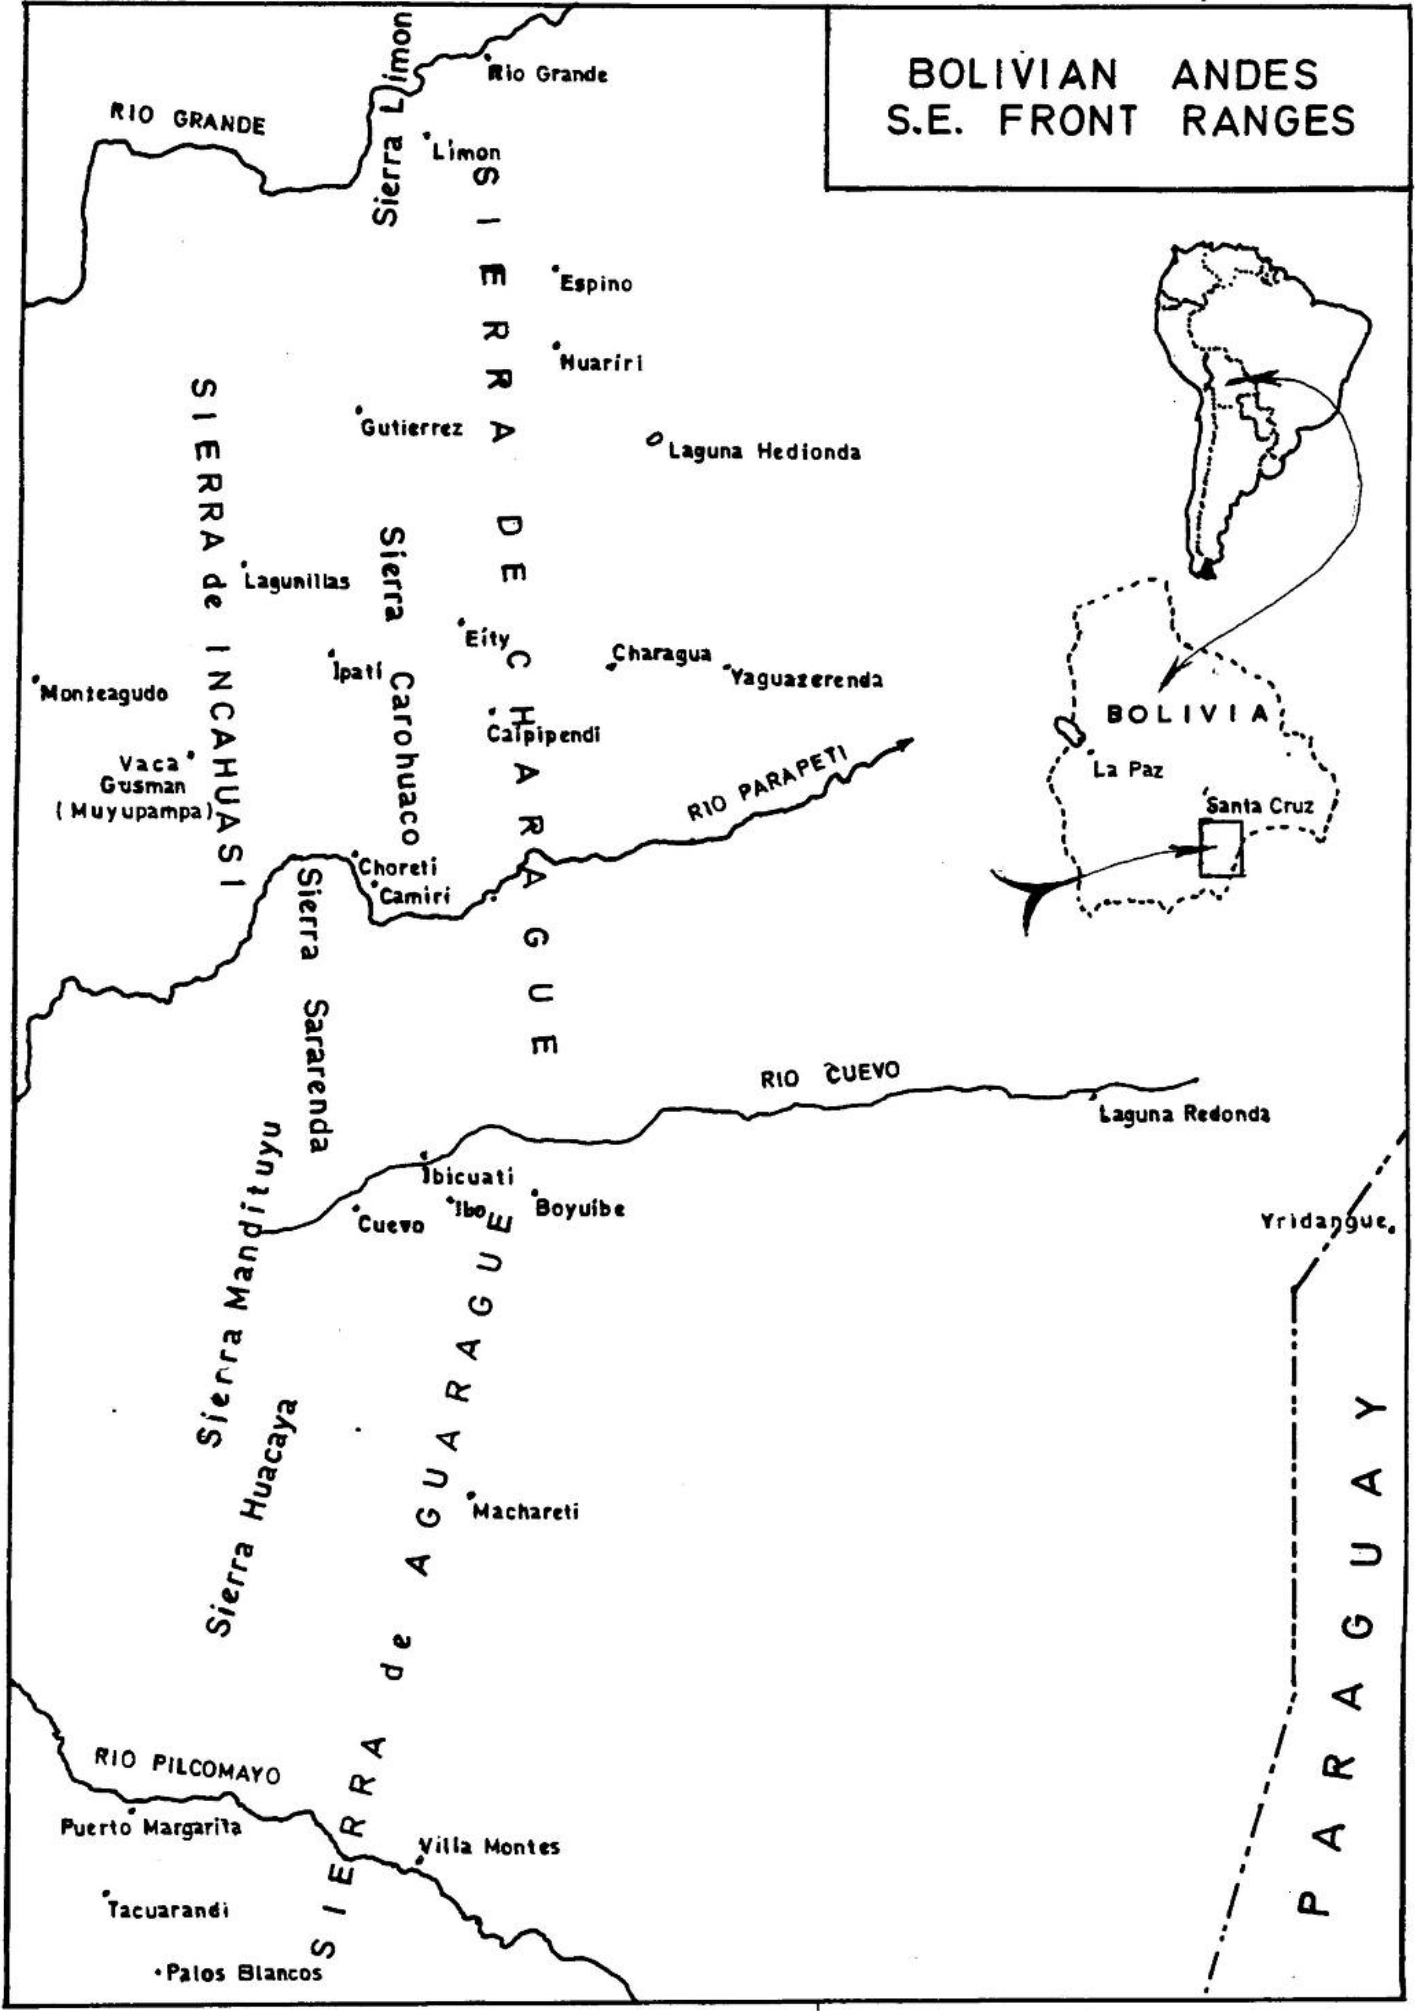 BOLIVIAN ANDES
S.E. FRONT RANGES
Rio Grande
RIO GRANDE
Sierra Limon
Limon
SIERRA DE CHARAGUE
Espino
Huariri
Gutierrez
Laguna Hedionda
SIERRA de INCAHUASI
Sierra Carohuaco
Lagunillas
Eity
Charagua
Ipati
Yaguazerenda
Monteagudo
Caipipendi
Vaca
Gusman
(Muyupampa)
RIO PARAPETI
BOLIVIA
La Paz
Santa Cruz
Choreti
Camiri
Sierra Sararenda
RIO CUEVO
Laguna Redonda
Sierra Mandituyu
Ibicuati
Ibo
Boyuibe
Cuevo
Yridangue
SIERRA de AGUARAGUE
Sierra Huacaya
Machareti
PARAGUAY
RIO PILCOMAYO
Puerto Margarita
Villa Montes
Tacuarandi
Palos Blancos